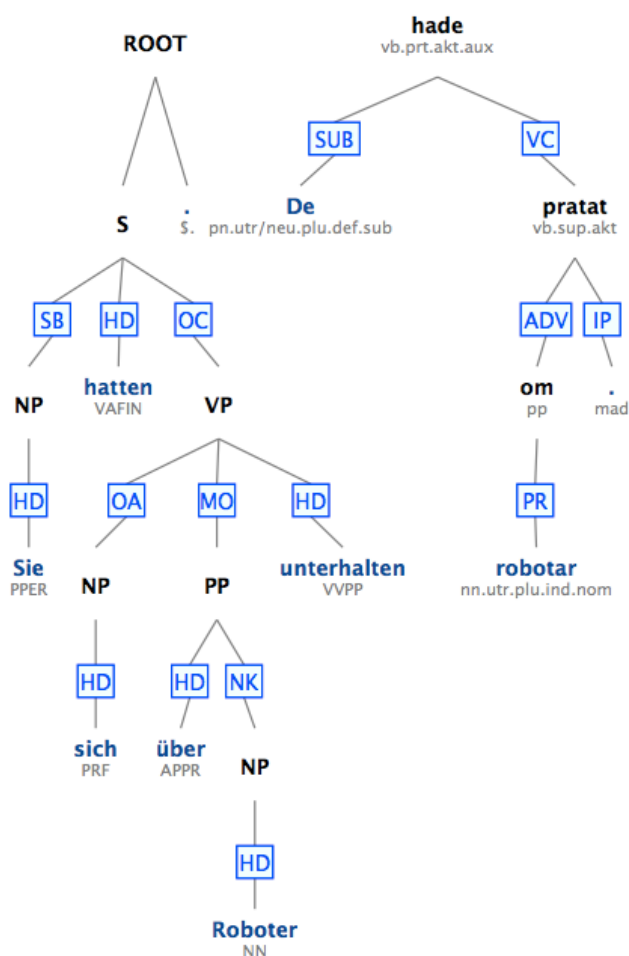 ROOT
hade
vb.prt.akt.aux
SUB VC
S
.
$.
De
pn.utr/neu.plu.def.sub
pratat
vb.sup.akt
SB HD OC
ADV IP
NP
hatten
VAFIN
VP
om
pp
.
mad
HD OA MO HD
PR
Sie
PPER
NP
PP
unterhalten
VVPP
robotar
nn.utr.plu.ind.nom
HD HD NK
sich
PRF
über
APPR
NP
HD
Roboter
NN